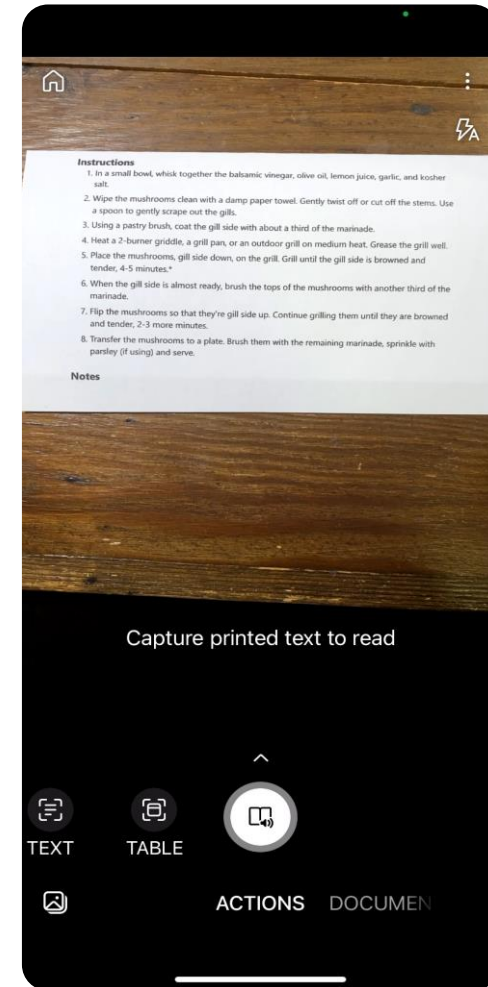 A
Instructions
1. In a small bowl, whisk together the balsamic vinegar, olive oil, lemon juice, garlic, and kosher
salt.
2. Wipe the mushrooms clean with a damp paper towel. Gently twist off or cut off the stems. Use
a spoon to gently scrape out the gills.
3. Using a pastry brush, coat the gill side with about a third of the marinade.
4. Heat a 2-burner griddle, a grill pan, or an outdoor grill on medium heat. Grease the grill well.
5. Place the mushrooms, gill side down, on the grill. Grill until the gill side is browned and
tender, 4-5 minutes.*
6. When the gill side is almost ready, brush the tops of the mushrooms with another third of the
marinade.
7. Flip the mushrooms so that they're gill side up. Continue grilling them until they are browned
and tender, 2-3 more minutes.
8. Transfer the mushrooms to a plate. Brush them with the remaining marinade, sprinkle with
parsley (if using) and serve.
Notes
Capture printed text to read
TEXT
TABLE
ACTIONS
DOCUMEN